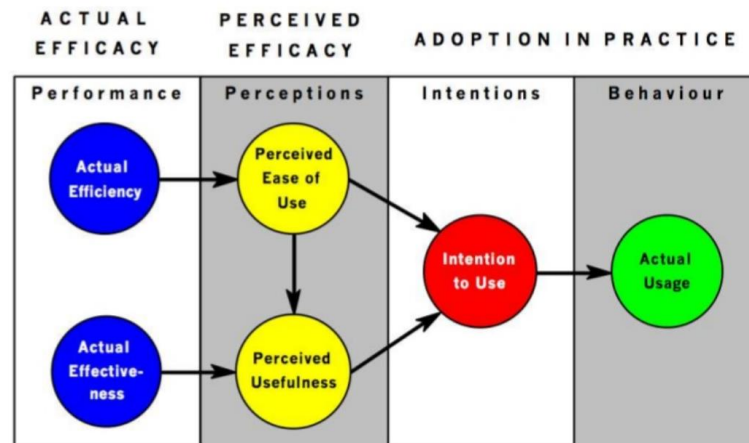 ACTUAL
EFFICACY
PERCEIVED
EFFICACY
ADOPTION IN PRACTICE
Performance
Perceptions
Intentions
Behaviour
Actual
Efficiency
Perceived
Ease of
Use
Intention
to Use
Actual
Usage
Actual
Effective-
ness
Perceived
Usefulness